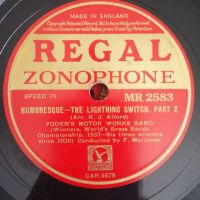 MADE IN ENGLAND
REGAL
ZONOPHONE
SPEED 78
MR 2583
HUMORESQUE—THE LIGHTNING SWITCH, PART 2
(Arr. K. J. Alford)
FODEN'S MOTOR WORKS BAND
(Winners, World's Brass Bands
Championship, 1937—Six times winners
since 1930) Conducted by F. Mortimer
CAR.4679